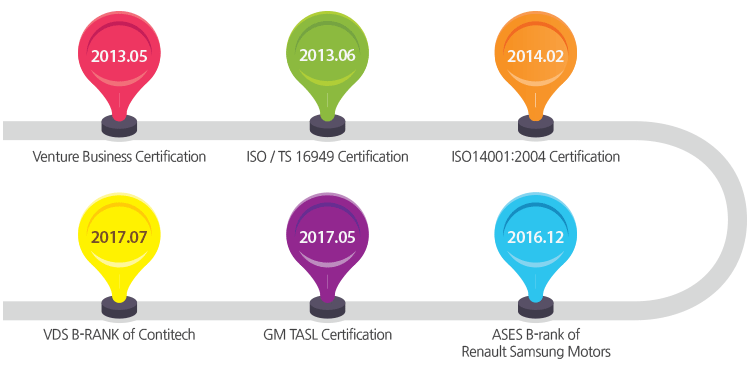 2013.05
2013.06
2014.02
Venture Business Certification
ISO / TS 16949 Certification
ISO14001:2004 Certification
2017.07
2017.05
2016.12
VDS B-RANK of Contitech
GM TASL Certification
ASES B-rank of
Renault Samsung Motors